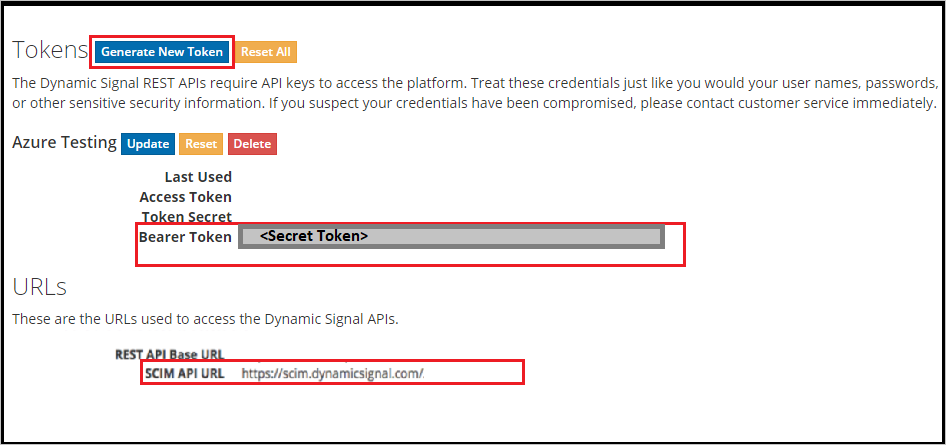 Tokens Generate New Token Reset All
The Dynamic Signal REST APIs require API keys to access the platform. Treat these credentials just like you would your user names, passwords,
or other sensitive security information. If you suspect your credentials have been compromised, please contact customer service immediately.
Azure Testing Update Reset Delete
Last Used
Access Token
Token Secret
Bearer Token <Secret Token>
URLs
These are the URLs used to access the Dynamic Signal APIs.
REST API Base URL
SCIM API URL https://scim.dynamicsignal.com/